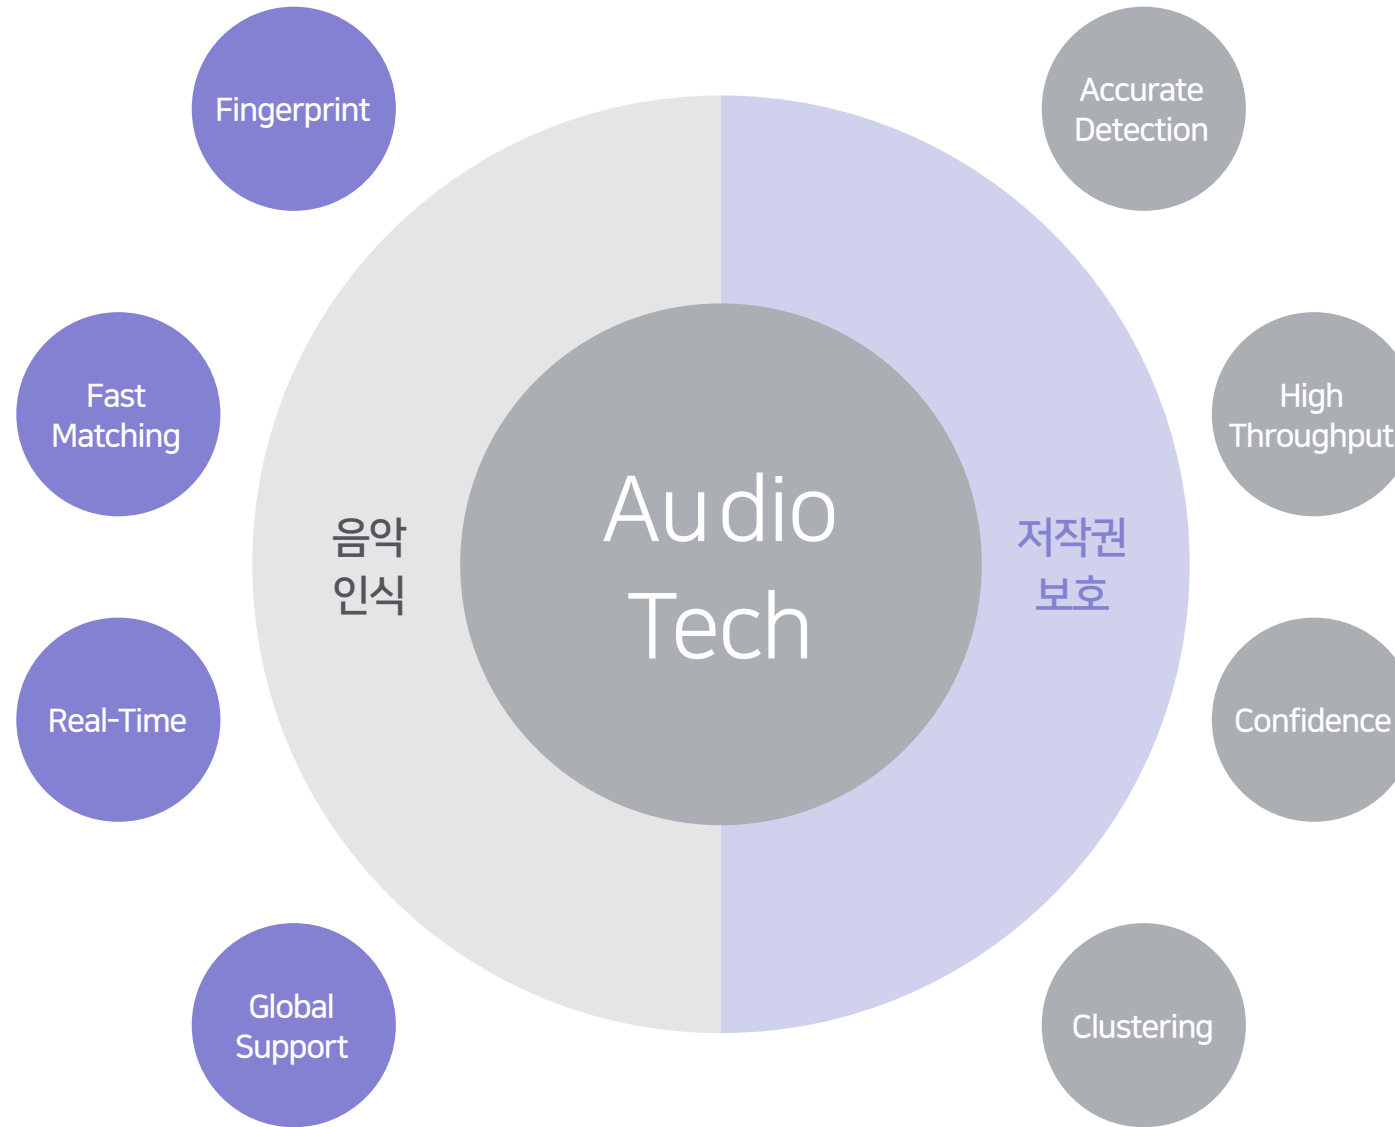 Fingerprint
Fast
Matching
Real-Time
Global
Support
음악
인식
Audio
Tech
저작권
보호
Accurate
Detection
High
Throughput
Confidence
Clustering